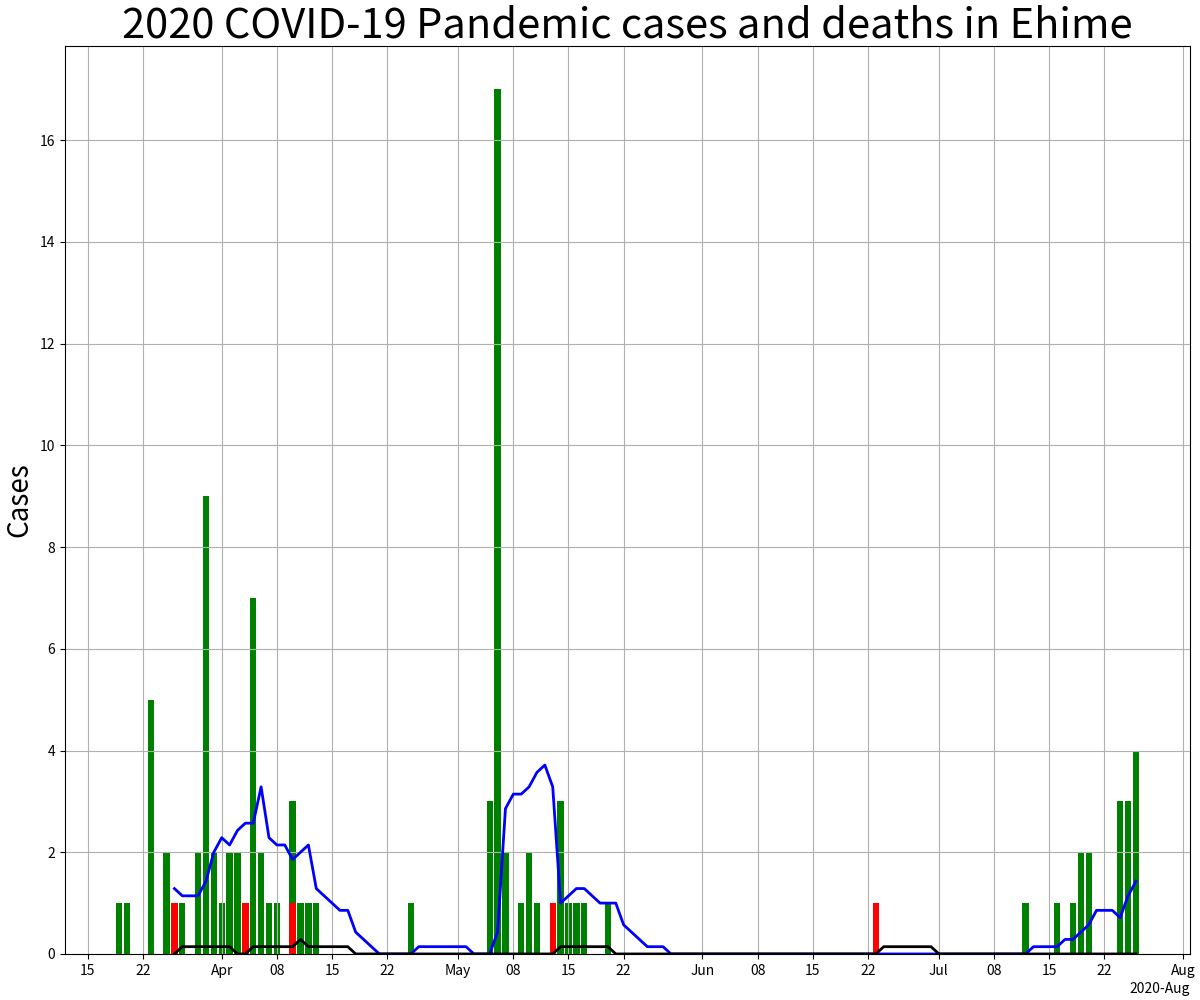 2020 COVID-19 Pandemic cases and deaths in Ehime
Cases
16
14
12
10
8
6
4
2
0
15 22 Apr 08 15 22 May 08 15 22 Jun 08 15 22 Jul 08 15 22 Aug
2020-Aug